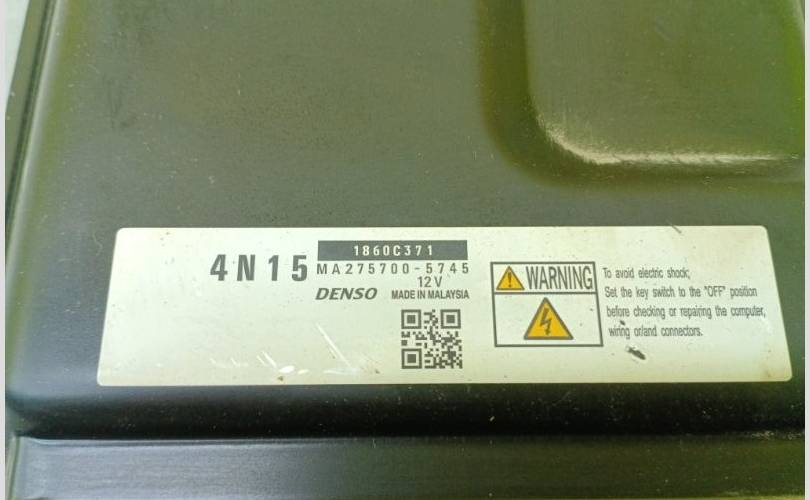 4N15
1860C371
MA275700-5745
12V
DENSO MADE IN MALAYSIA
WARNING
To avoid electric shock;
Set the key switch to the "OFF" position
before checking or repairing the computer,
wiring or/and connectors.